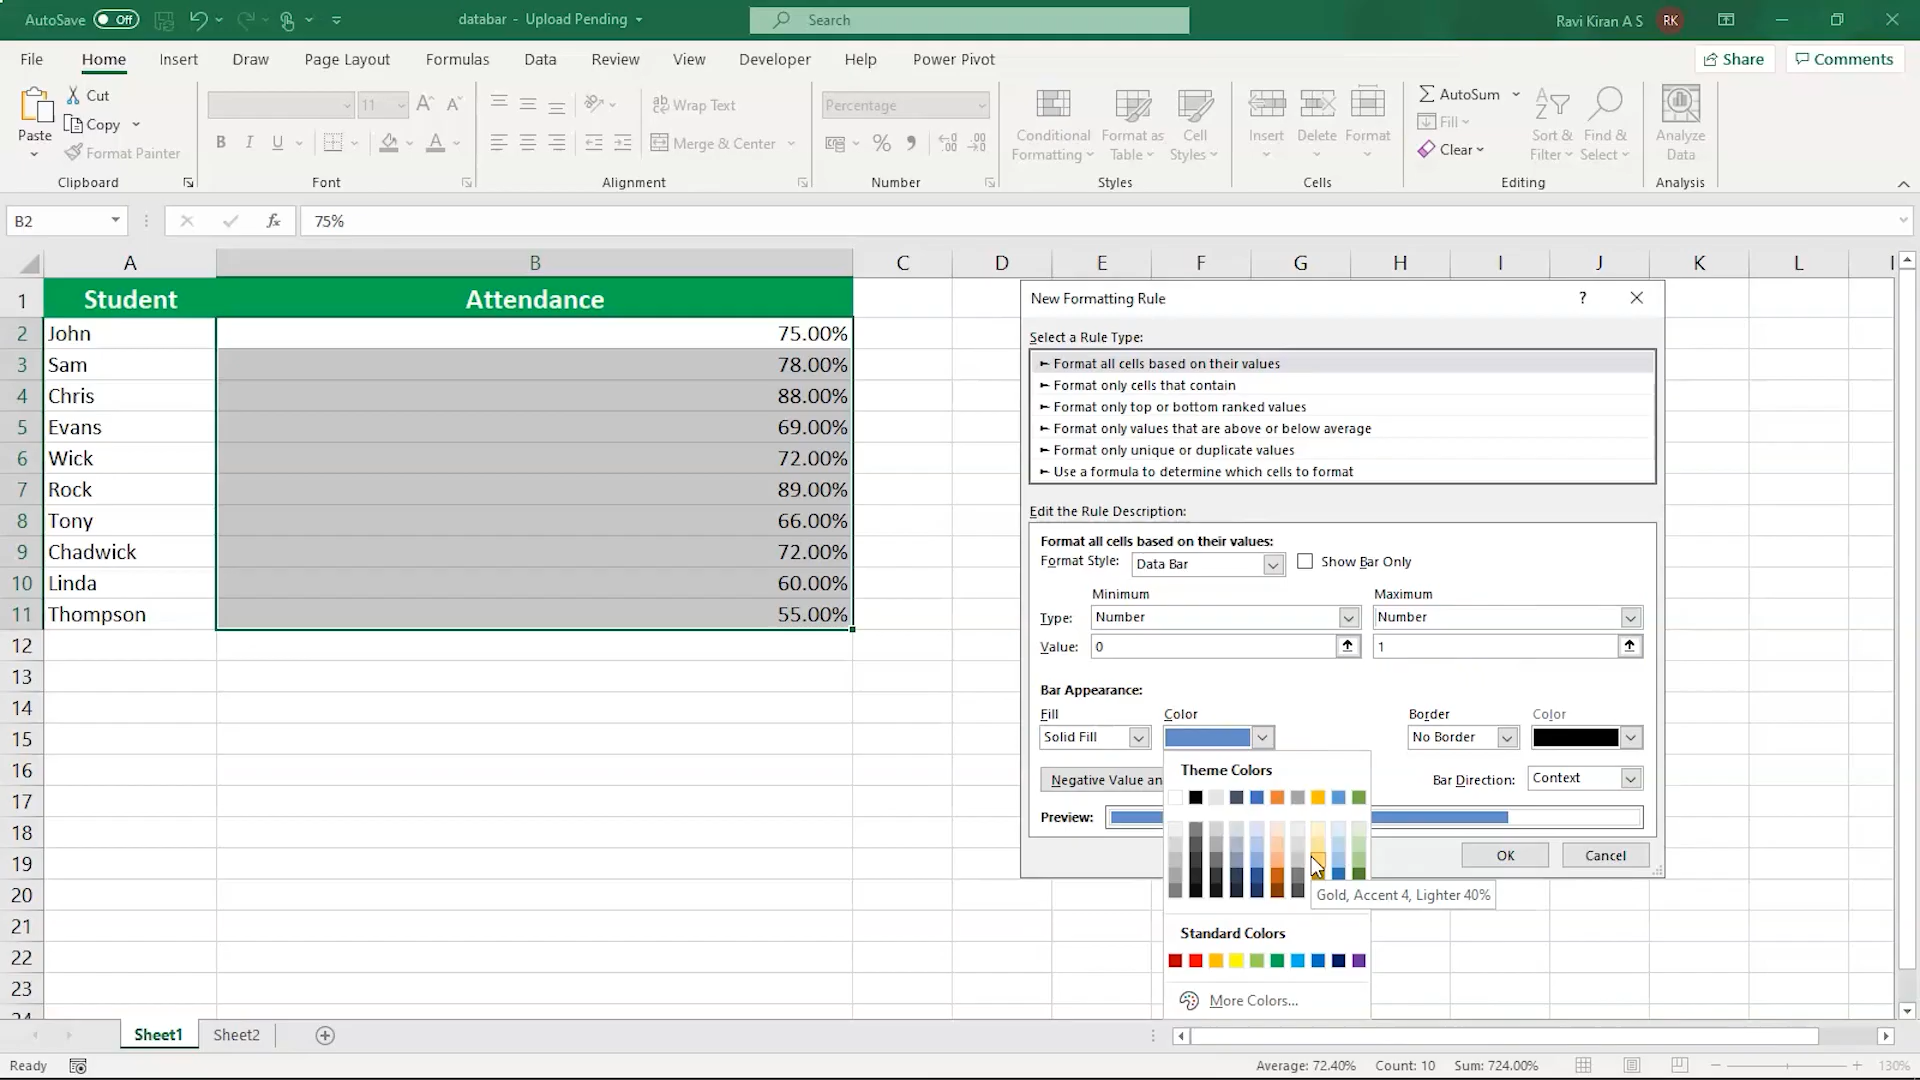 AutoSave Off databar - Upload Pending Search Ravi Kiran A S RK
File Home Insert Draw Page Layout Formulas Data Review View Developer Help Power Pivot Share Comments
Paste Cut Copy Format Painter Clipboard
11 B I U A Font
ab Wrap Text Merge & Center Alignment
Percentage % Number
Conditional Formatting Format as Table Cell Styles Styles
Insert Delete Format Cells
AutoSum Fill Clear Sort & Filter Find & Select Editing
Analyze Data Analysis
B2 fx 75%
A B C D E F G H I J K L
1 Student Attendance
2 John 75.00%
3 Sam 78.00%
4 Chris 88.00%
5 Evans 69.00%
6 Wick 72.00%
7 Rock 89.00%
8 Tony 66.00%
9 Chadwick 72.00%
10 Linda 60.00%
11 Thompson 55.00%
12
13
14
15
16
17
18
19
20
21
22
23
24
New Formatting Rule ?
Select a Rule Type:
► Format all cells based on their values
► Format only cells that contain
► Format only top or bottom ranked values
► Format only values that are above or below average
► Format only unique or duplicate values
► Use a formula to determine which cells to format
Edit the Rule Description:
Format all cells based on their values:
Format Style: Data Bar Show Bar Only
Minimum Maximum
Type: Number Number
Value: 0 1
Bar Appearance:
Fill Color Border Color
Solid Fill No Border
Negative Value an Bar Direction: Context
Preview:
OK Cancel
Theme Colors
Gold, Accent 4, Lighter 40%
Standard Colors
More Colors...
Sheet1 Sheet2
Ready Average: 72.40% Count: 10 Sum: 724.00% 130%